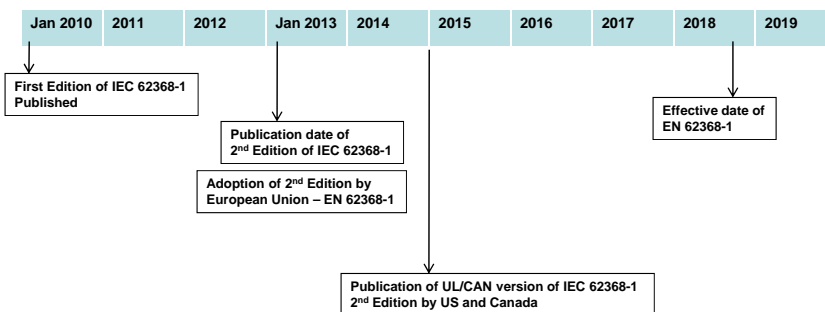 Jan 2010 2011 2012 Jan 2013 2014 2015 2016 2017 2018 2019
First Edition of IEC 62368-1
Published
Publication date of
2nd Edition of IEC 62368-1
Adoption of 2nd Edition by
European Union – EN 62368-1
Effective date of
EN 62368-1
Publication of UL/CAN version of IEC 62368-1
2nd Edition by US and Canada